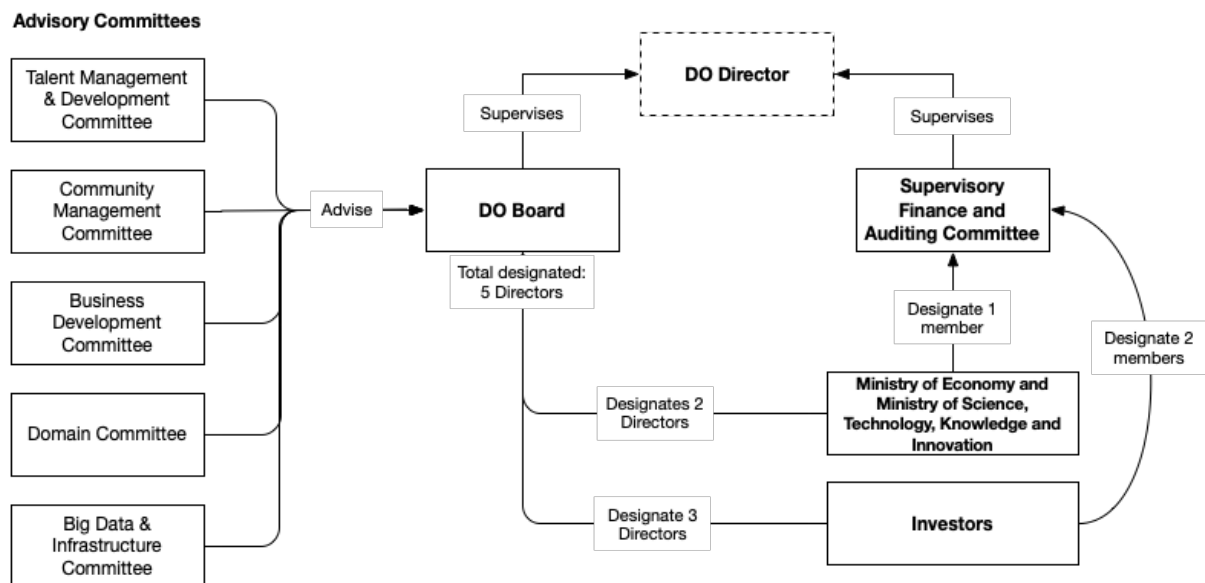 Advisory Committees
Talent Management
& Development
Committee
Community
Management
Committee
Business
Development
Committee
Domain Committee
Big Data &
Infrastructure
Committee
Advise
Supervises
DO Board
Total designated:
5 Directors
DO Director
Supervises
Supervisory
Finance and
Auditing Committee
Designate 1
member
Designate 2
members
Designates 2
Directors
Ministry of Economy and
Ministry of Science,
Technology, Knowledge and
Innovation
Designate 3
Directors
Investors